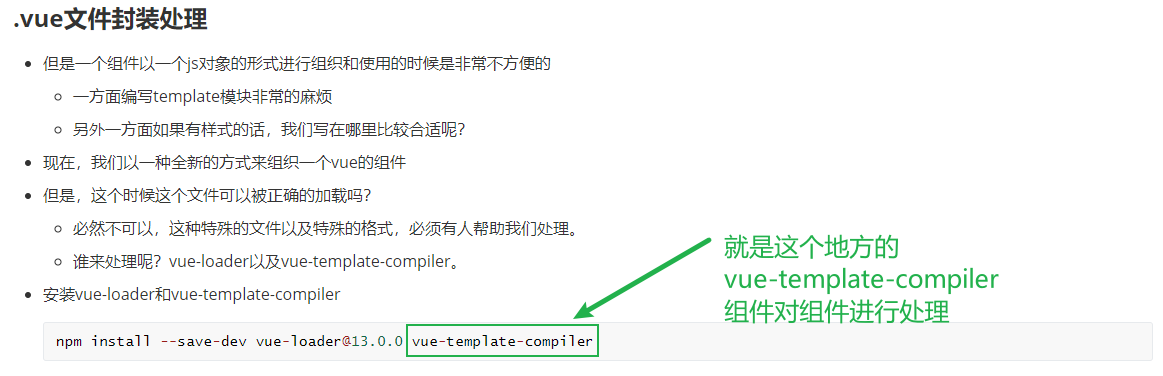 .vue文件封装处理
但是一个组件以一个js对象的形式进行组织和使用的时候是非常不方便的
一方面编写template模块非常的麻烦
另外一方面如果有样式的话，我们写在哪里比较合适呢？
现在，我们以一种全新的方式来组织一个vue的组件
但是，这个时候这个文件可以被正确的加载吗？
必然不可以，这种特殊的文件以及特殊的格式，必须有人帮助我们处理。
谁来处理呢？vue-loader以及vue-template-compiler。
安装vue-loader和vue-template-compiler
npm install --save-dev vue-loader@13.0.0 vue-template-compiler
就是这个地方的
vue-template-compiler
组件对组件进行处理